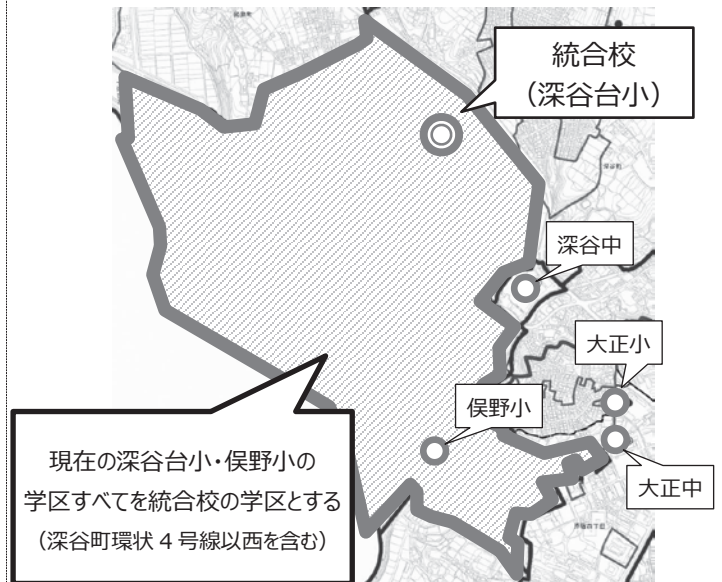 統合校
（深谷台小）
深谷中
大正小
俣野小
大正中
現在の深谷台小・俣野小の
学区すべてを統合校の学区とする
（深谷町環状４号線以西を含む）